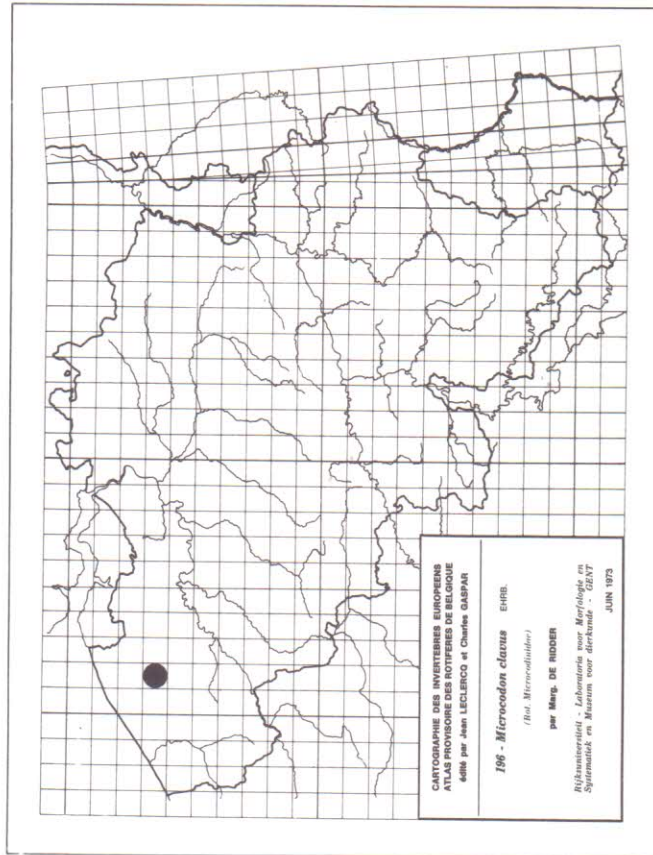 CARTOGRAPHIE DES INVERTEBRES EUROPEENS
ATLAS PROVISOIRE DES ROTIFERES DE BELGIQUE
édité par Jean LECLERCQ et Charles GASPAR
196 - Microcodon clavus EHRB.
(Rot. Microcodinidae)
par Marg. DE RIDDER
Rijksuniversiteit - Laboratoria voor Morfologie en
Systematiek en Museum voor dierkunde - GENT
JUIN 1973